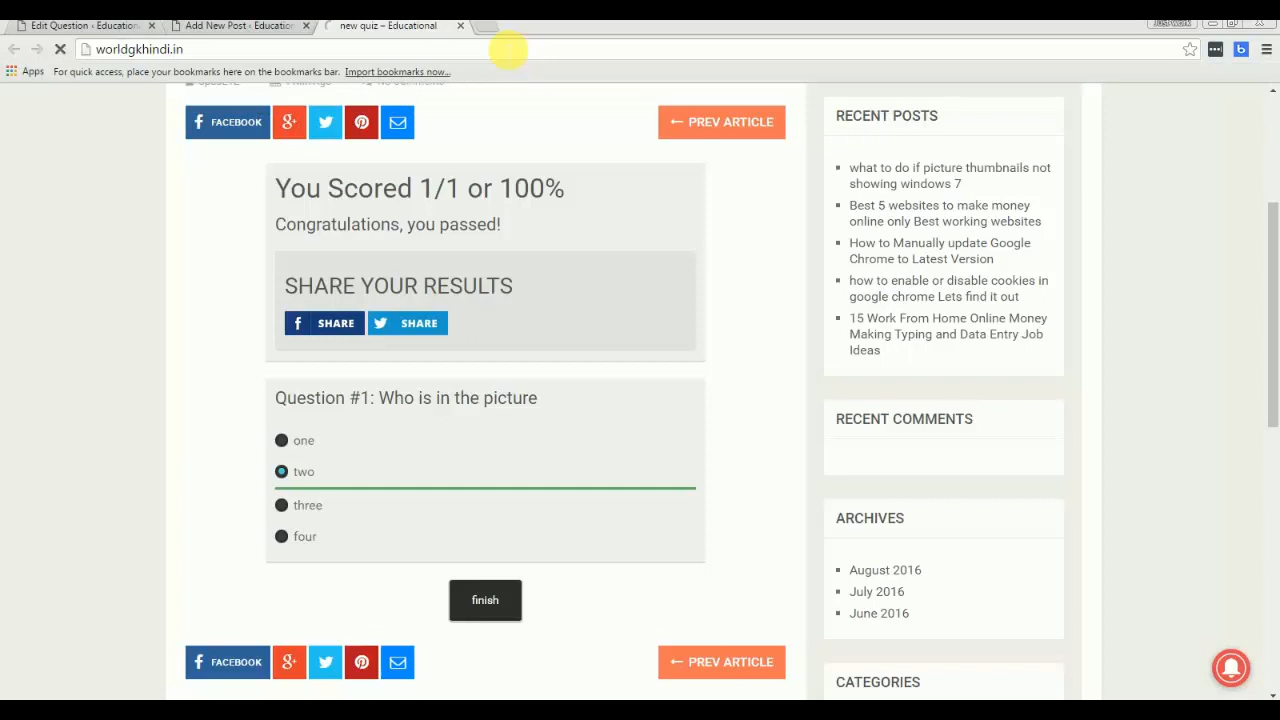 Edit Question ‹ Education
Add New Post ‹ Education
new quiz – Educational
worldgkhindi.in
Apps
For quick access, place your bookmarks here on the bookmarks bar. Import bookmarks now...
FACEBOOK
← PREV ARTICLE
You Scored 1/1 or 100%
Congratulations, you passed!
SHARE YOUR RESULTS
SHARE
SHARE
Question #1: Who is in the picture
one
two
three
four
finish
FACEBOOK
← PREV ARTICLE
RECENT POSTS
what to do if picture thumbnails not
showing windows 7
Best 5 websites to make money
online only Best working websites
How to Manually update Google
Chrome to Latest Version
how to enable or disable cookies in
google chrome Lets find it out
15 Work From Home Online Money
Making Typing and Data Entry Job
Ideas
RECENT COMMENTS
ARCHIVES
August 2016
July 2016
June 2016
CATEGORIES